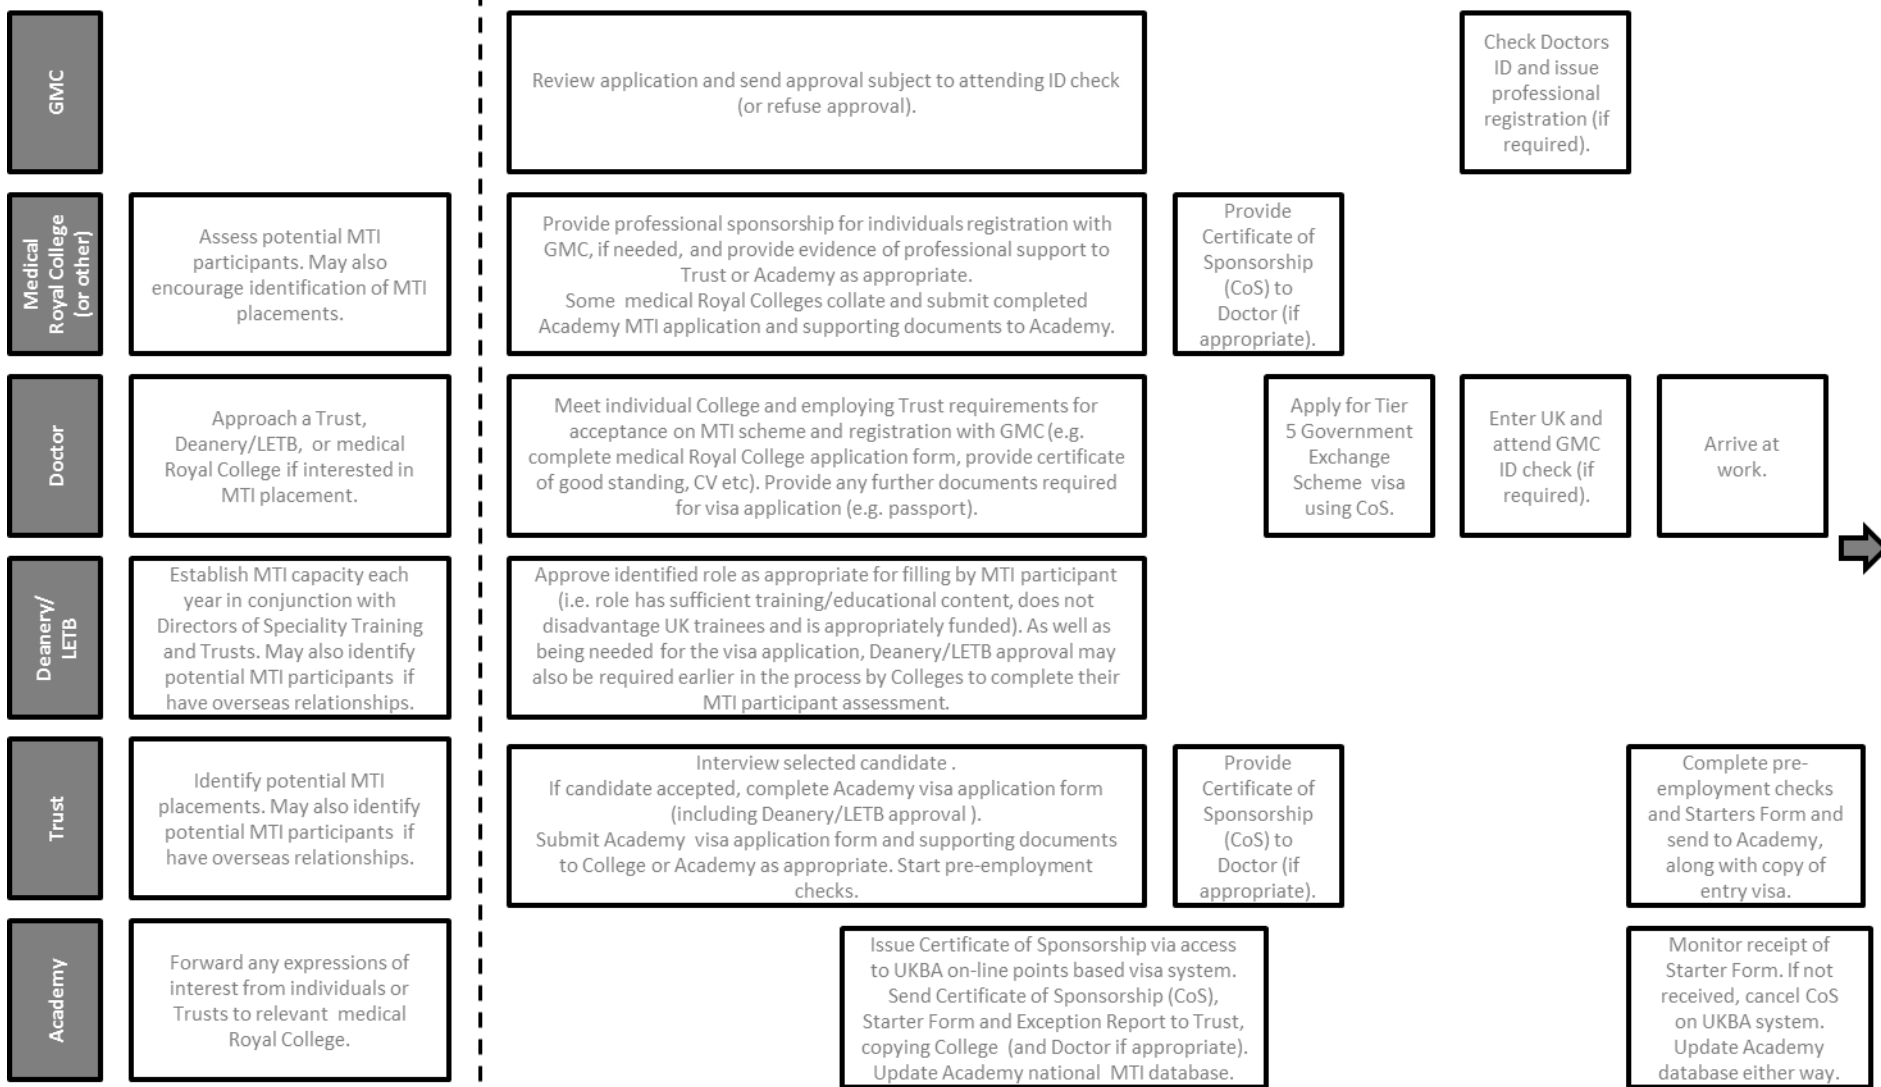 GMC
Review application and send approval subject to attending ID check
(or refuse approval).
Check Doctors
ID and issue
professional
registration (if
required).
Medical
Royal College
(or other)
Assess potential MTI
participants. May also
encourage identification of MTI
placements.
Provide professional sponsorship for individuals registration with
GMC, if needed, and provide evidence of professional support to
Trust or Academy as appropriate.
Some medical Royal Colleges collate and submit completed
Academy MTI application and supporting documents to Academy.
Provide
Certificate of
Sponsorship
(CoS) to
Doctor (if
appropriate).
Doctor
Approach a Trust,
Deanery/LETB, or medical
Royal College if interested in
MTI placement.
Meet individual College and employing Trust requirements for
acceptance on MTI scheme and registration with GMC (e.g.
complete medical Royal College application form, provide certificate
of good standing, CV etc). Provide any further documents required
for visa application (e.g. passport).
Apply for Tier
5 Government
Exchange
Scheme visa
using CoS.
Enter UK and
attend GMC
ID check (if
required).
Arrive at
work.
Deanery/
LETB
Establish MTI capacity each
year in conjunction with
Directors of Speciality Training
and Trusts. May also identify
potential MTI participants if
have overseas relationships.
Approve identified role as appropriate for filling by MTI participant
(i.e. role has sufficient training/educational content, does not
disadvantage UK trainees and is appropriately funded). As well as
being needed for the visa application, Deanery/LETB approval may
also be required earlier in the process by Colleges to complete their
MTI participant assessment.
Trust
Identify potential MTI
placements. May also identify
potential MTI participants if
have overseas relationships.
Interview selected candidate .
If candidate accepted, complete Academy visa application form
(including Deanery/LETB approval ).
Submit Academy visa application form and supporting documents
to College or Academy as appropriate. Start pre-employment
checks.
Provide
Certificate of
Sponsorship
(CoS) to
Doctor (if
appropriate).
Complete pre-
employment checks
and Starters Form and
send to Academy,
along with copy of
entry visa.
Academy
Forward any expressions of
interest from individuals or
Trusts to relevant medical
Royal College.
Issue Certificate of Sponsorship via access
to UKBA on-line points based visa system.
Send Certificate of Sponsorship (CoS),
Starter Form and Exception Report to Trust,
copying College (and Doctor if appropriate).
Update Academy national MTI database.
Monitor receipt of
Starter Form. If not
received, cancel CoS
on UKBA system.
Update Academy
database either way.